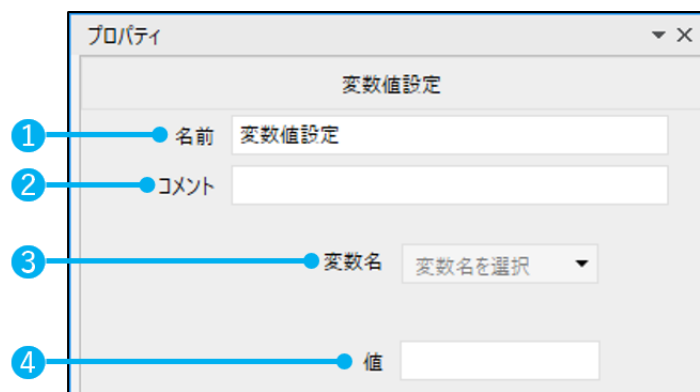 プロパティ
変数値設定
1 名前 変数値設定
2 コメント
3 変数名 変数名を選択
4 値